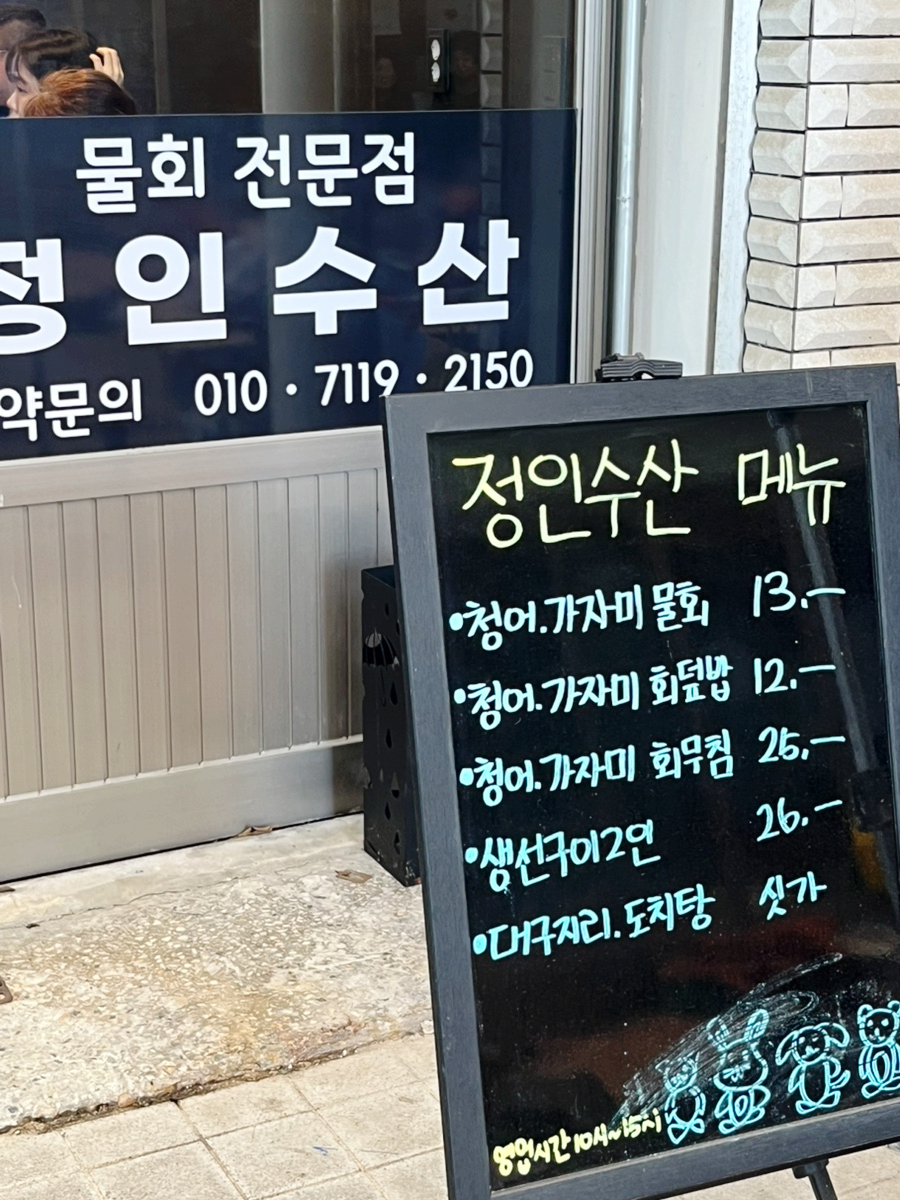 물회 전문점
정인수산
약문의 010·7119·2150
정인수산 메뉴
•청어.가자미 물회 13.—
•청어.가자미 회덮밥 12.—
•청어.가자미 회무침 25.—
•생선구이2인 26.—
•대구지리.도치탕 싯가
영업시간 10시~15시